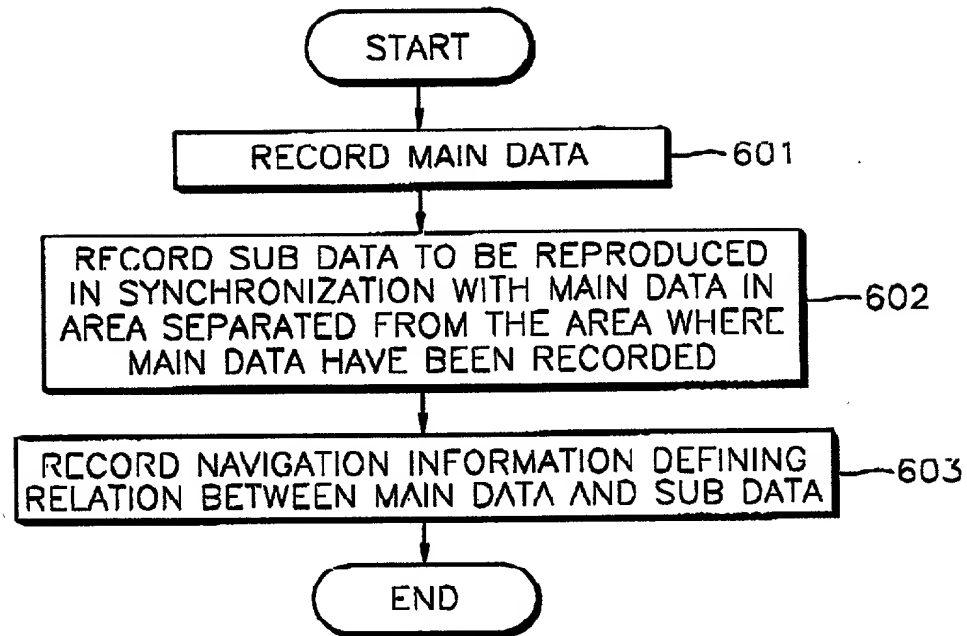 START
RECORD MAIN DATA
601
RECORD SUB DATA TO BE REPRODUCED
IN SYNCHRONIZATION WITH MAIN DATA IN
AREA SEPARATED FROM THE AREA WHERE
MAIN DATA HAVE BEEN RECORDED
602
RECORD NAVIGATION INFORMATION DEFINING
RELATION BETWEEN MAIN DATA AND SUB DATA
603
END